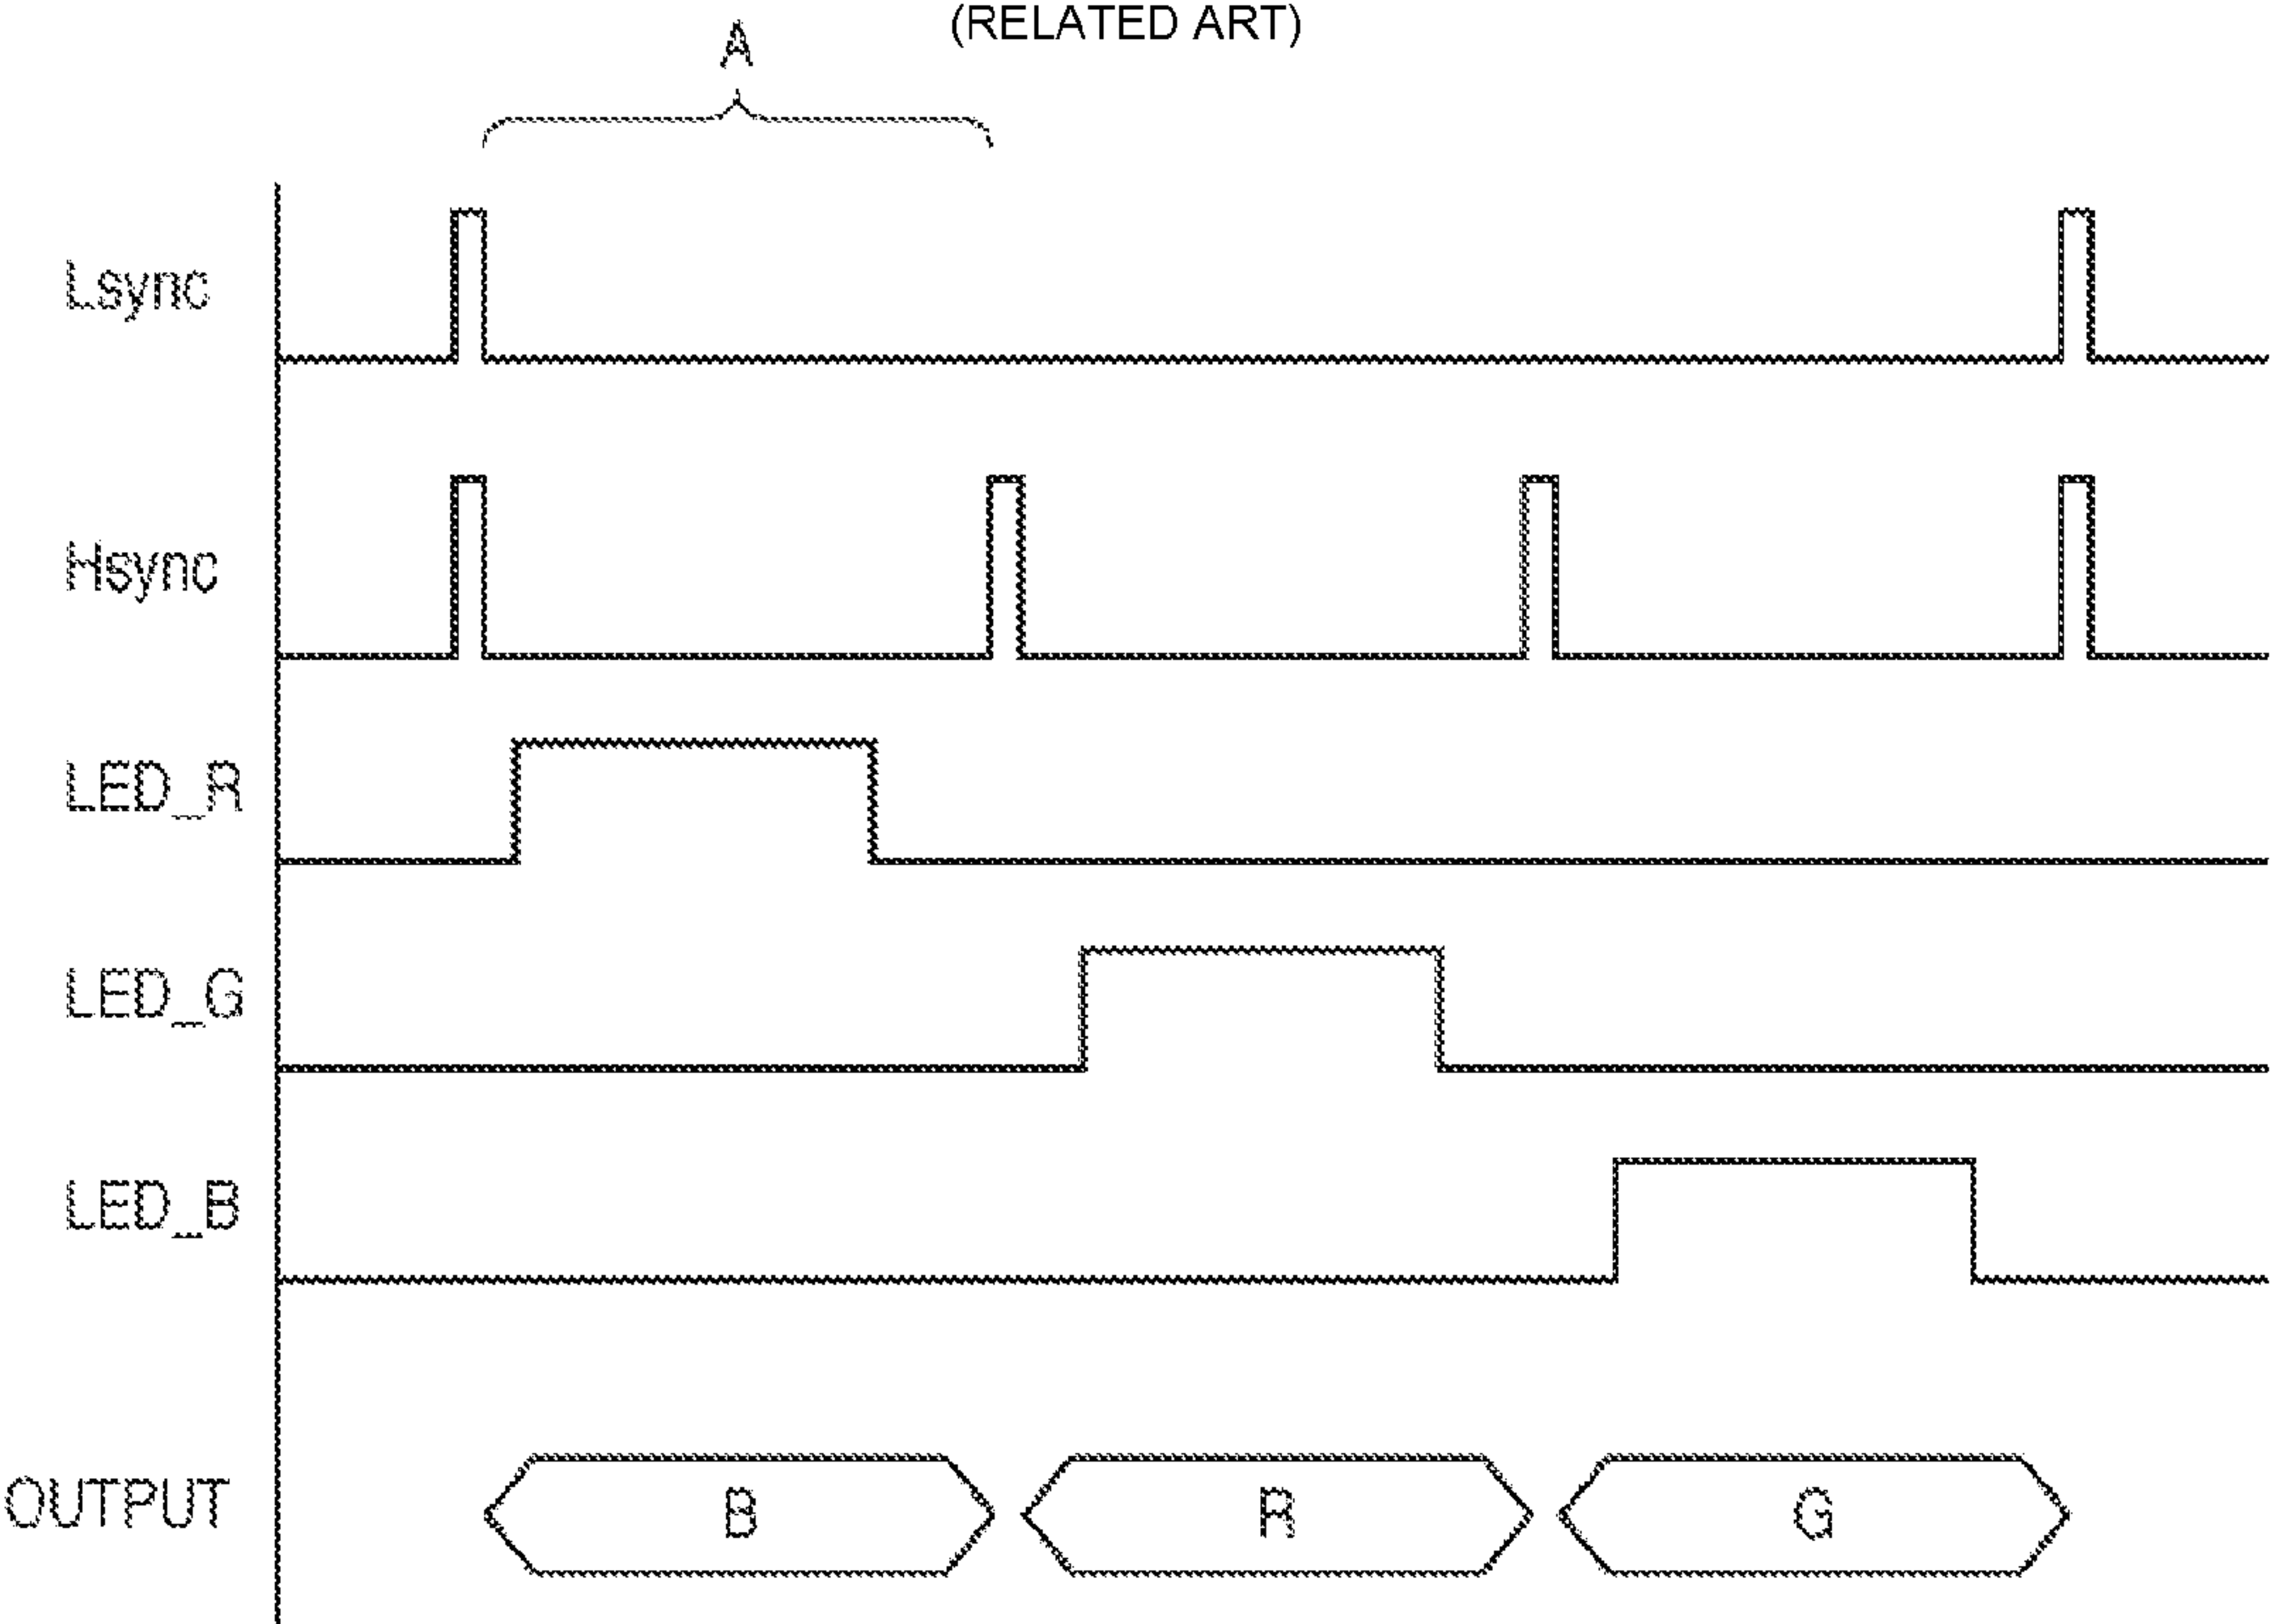 (RELATED ART)
A
Lsync
Hsync
LED_R
LED_G
LED_B
OUTPUT
B
R
G